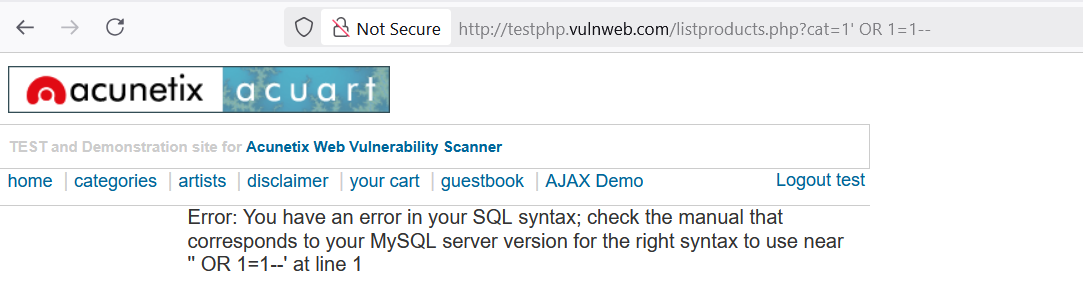 Not Secure http://testphp.vulnweb.com/listproducts.php?cat=1' OR 1=1--
acunetix acuart
TEST and Demonstration site for Acunetix Web Vulnerability Scanner
home | categories | artists | disclaimer | your cart | guestbook | AJAX Demo Logout test
Error: You have an error in your SQL syntax; check the manual that
corresponds to your MySQL server version for the right syntax to use near
'' OR 1=1--' at line 1